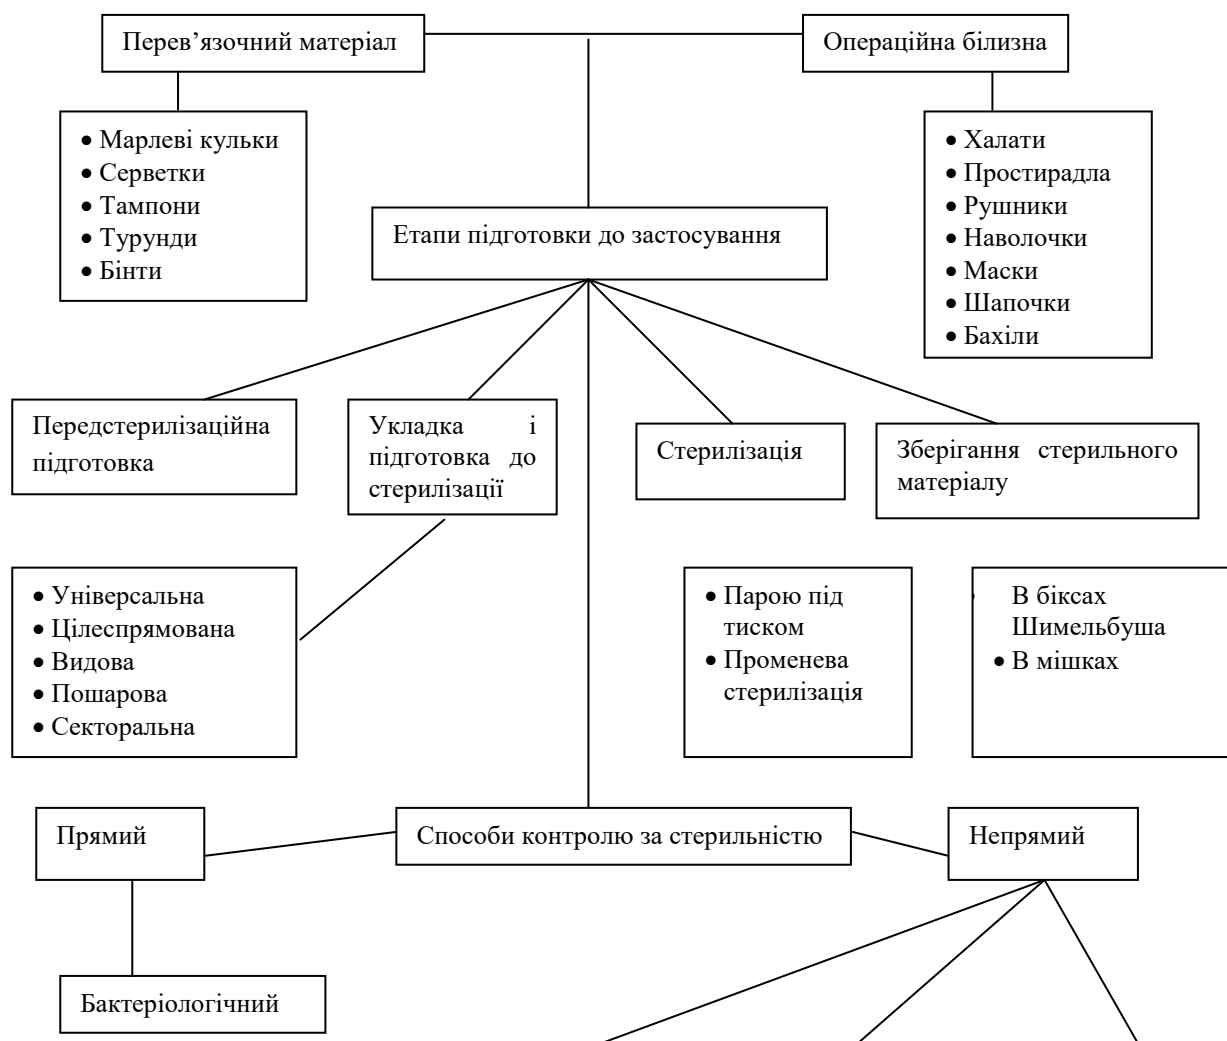 Перев’язочний матеріал
Операційна білизна
• Марлеві кульки
• Серветки
• Тампони
• Турунди
• Бінти
• Халати
• Простирадла
• Рушники
• Наволочки
• Маски
• Шапочки
• Бахіли
Етапи підготовки до застосування
Передстерилізаційна
підготовка
Укладка і
підготовка до
стерилізації
Стерилізація
Зберігання стерильного
матеріалу
• Універсальна
• Цілеспрямована
• Видова
• Пошарова
• Секторальна
• Парою під
тиском
• Променева
стерилізація
• В біксах
Шимельбуша
• В мішках
Прямий
Способи контролю за стерильністю
Непрямий
Бактеріологічний